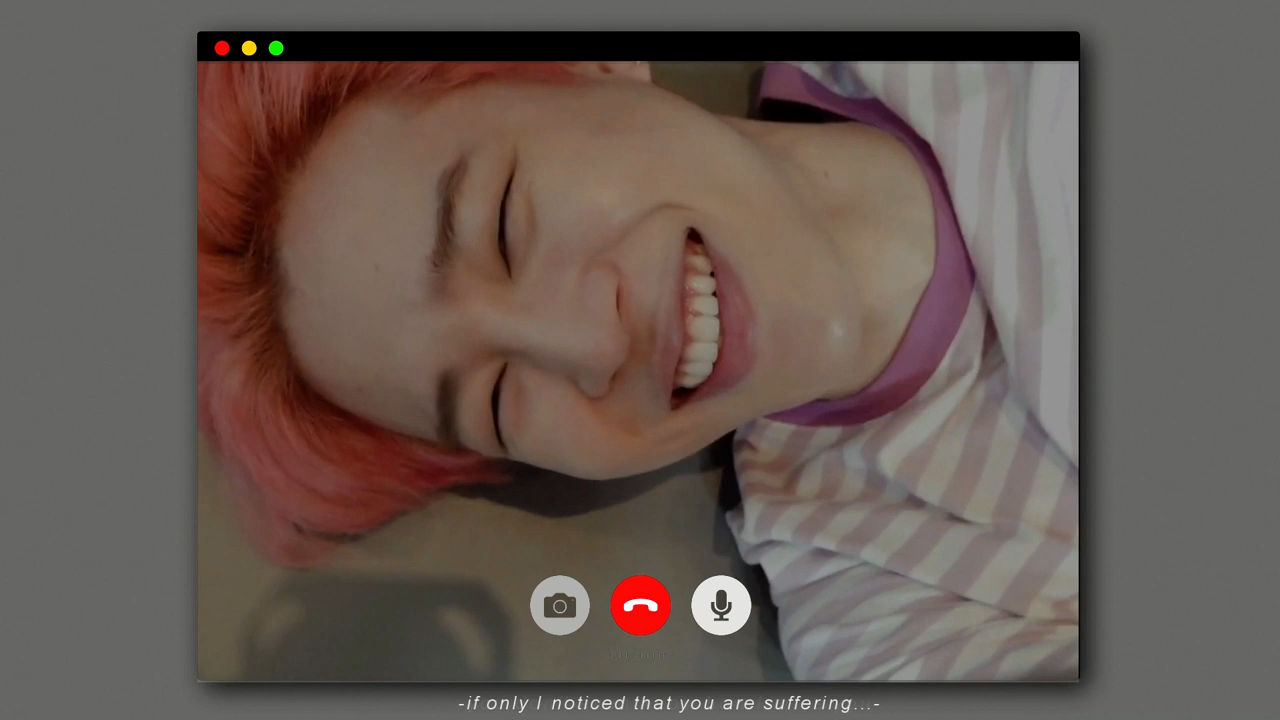 -if only I noticed that you are suffering...-